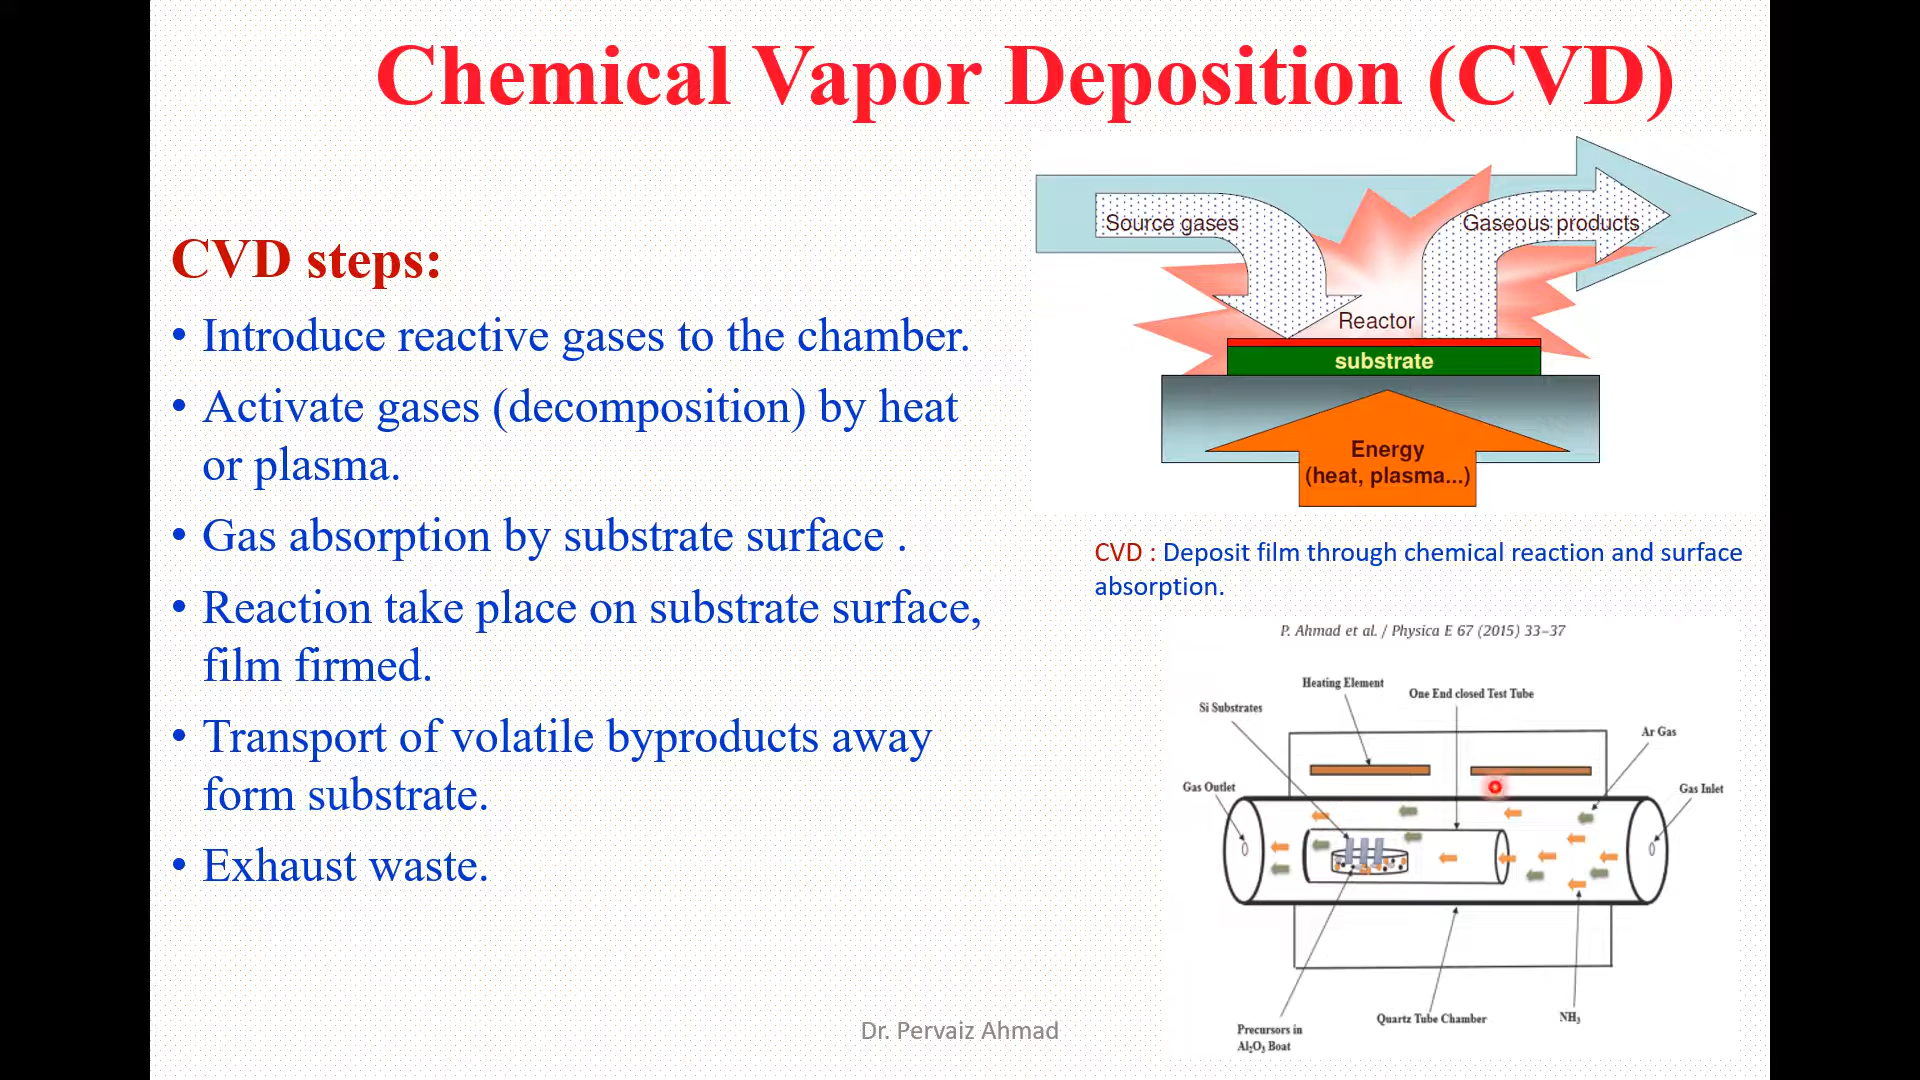 Chemical Vapor Deposition (CVD)
CVD steps:
• Introduce reactive gases to the chamber.
• Activate gases (decomposition) by heat
or plasma.
• Gas absorption by substrate surface .
• Reaction take place on substrate surface,
film firmed.
• Transport of volatile byproducts away
form substrate.
• Exhaust waste.
Source gases
Gaseous products
Reactor
substrate
Energy
(heat, plasma...)
CVD : Deposit film through chemical reaction and surface
absorption.
P. Ahmad et al. / Physica E 67 (2015) 33–37
Heating Element
One End closed Test Tube
Si Substrates
Ar Gas
Gas Outlet
Gas Inlet
Quartz Tube Chamber
NH3
Precursors in
Al2O3 Boat
Dr. Pervaiz Ahmad